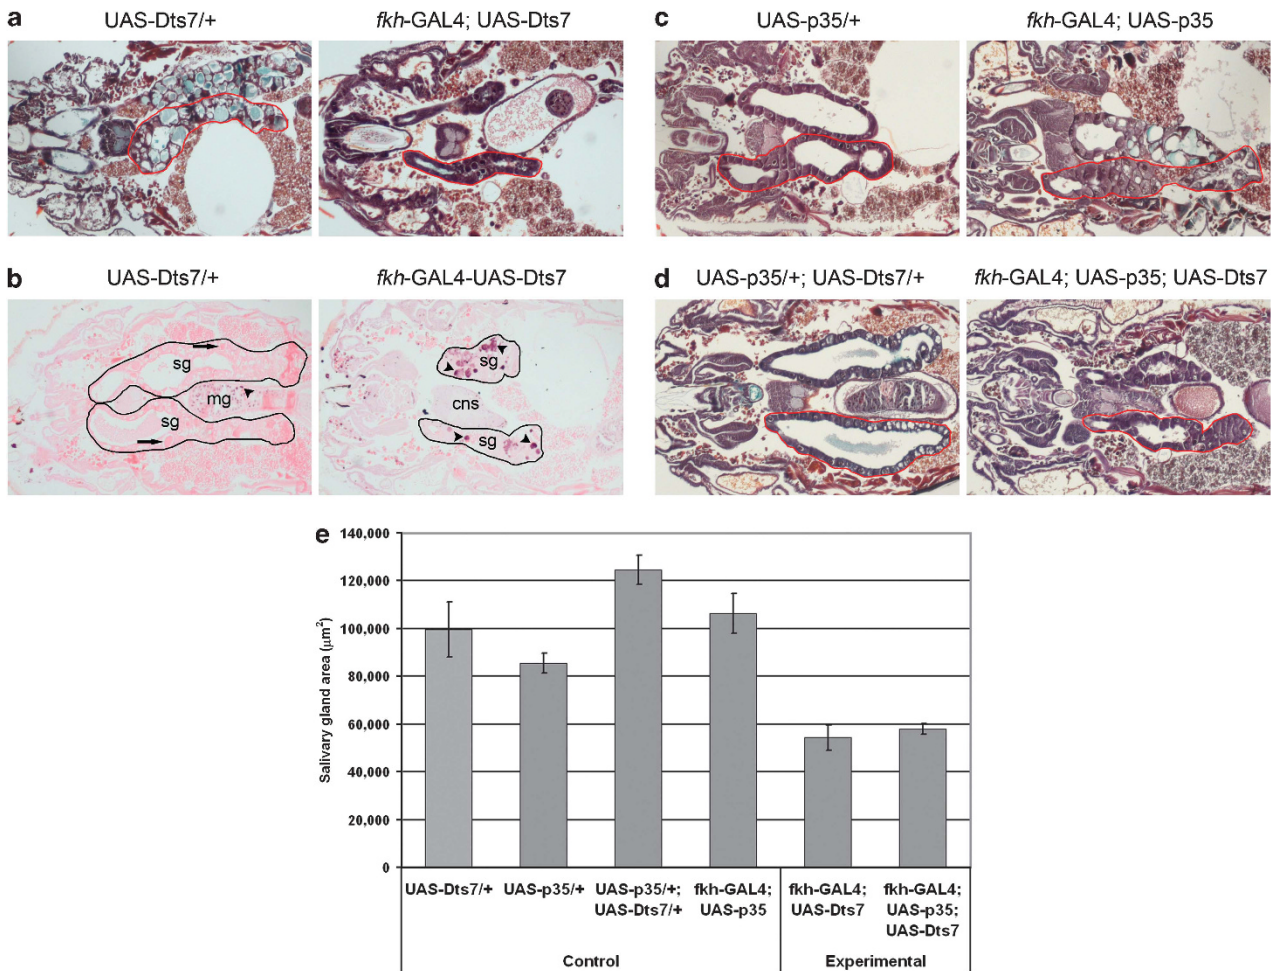 a
UAS-Dts7/+
fkh-GAL4; UAS-Dts7
c
UAS-p35/+
fkh-GAL4; UAS-p35
b
UAS-Dts7/+
fkh-GAL4-UAS-Dts7
sg
mg
sg
sg
cns
sg
d
UAS-p35/+; UAS-Dts7/+
fkh-GAL4; UAS-p35; UAS-Dts7
e
Salivary gland area (μm²)
140,000
120,000
100,000
80,000
60,000
40,000
20,000
0
UAS-Dts7/+
UAS-p35/+
UAS-p35/+;
UAS-Dts7/+
fkh-GAL4;
UAS-p35
fkh-GAL4;
UAS-Dts7
fkh-GAL4;
UAS-p35;
UAS-Dts7
Control
Experimental